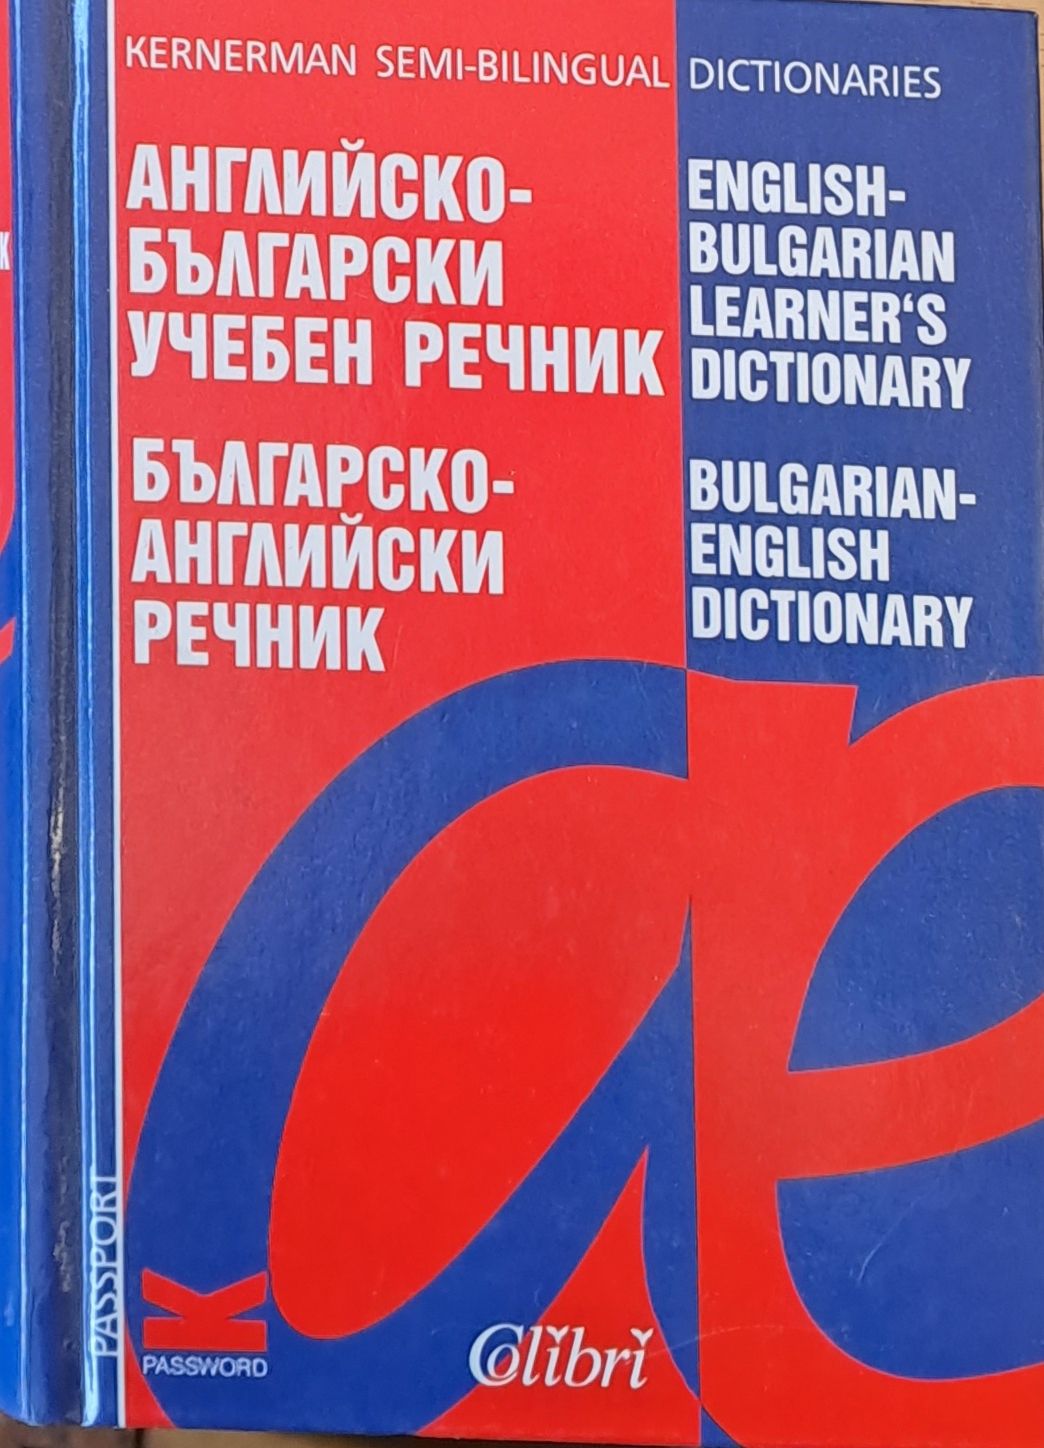 KERNERMAN SEMI-BILINGUAL DICTIONARIES
АНГЛИЙСКО-
БЪЛГАРСКИ
УЧЕБЕН РЕЧНИК
БЪЛГАРСКО-
АНГЛИЙСКИ
РЕЧНИК
ENGLISH-
BULGARIAN
LEARNER‘S
DICTIONARY
BULGARIAN-
ENGLISH
DICTIONARY
ae
PASSPORT
K
PASSWORD
Colibri